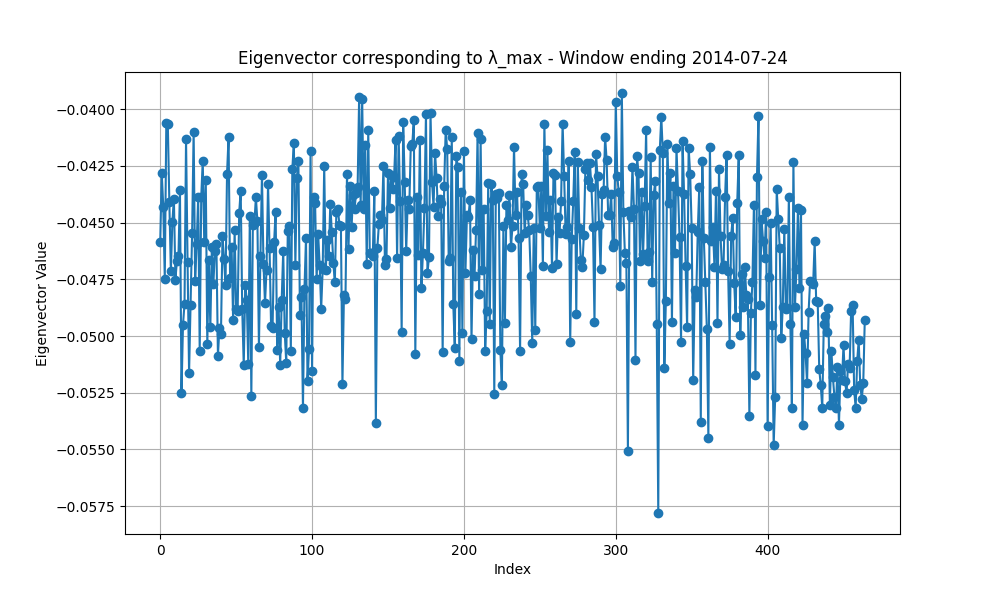 Eigenvector corresponding to λ_max - Window ending 2014-07-24
−0.0400
−0.0425
−0.0450
−0.0475
−0.0500
−0.0525
−0.0550
−0.0575
Eigenvector Value
0 100 200 300 400
Index